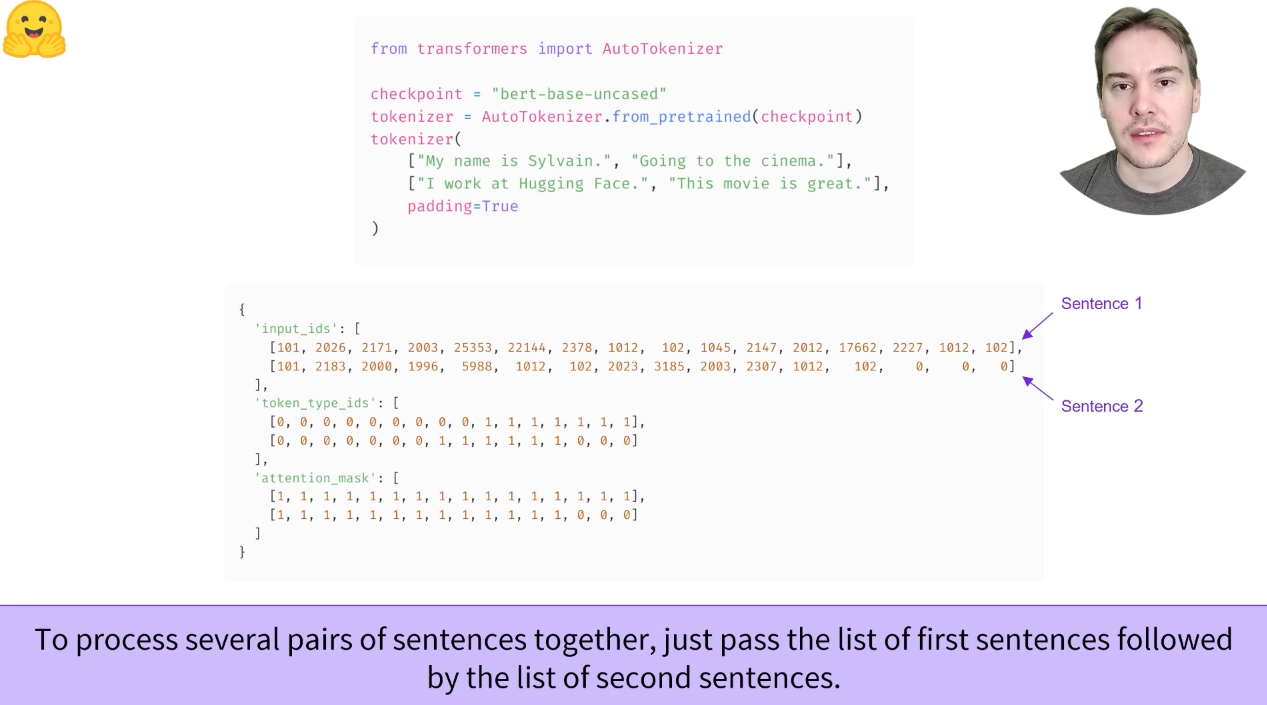 from transformers import AutoTokenizer
checkpoint = "bert-base-uncased"
tokenizer = AutoTokenizer.from_pretrained(checkpoint)
tokenizer(
    ["My name is Sylvain.", "Going to the cinema."],
    ["I work at Hugging Face.", "This movie is great."],
    padding=True
)
{
  'input_ids': [
    [101, 2026, 2171, 2003, 25353, 22144, 2378, 1012,  102, 1045, 2147, 2012, 17662, 2227, 1012, 102],
    [101, 2183, 2000, 1996,  5988,  1012,  102, 2023, 3185, 2003, 2307, 1012,   102,    0,    0,   0]
  ],
  'token_type_ids': [
    [0, 0, 0, 0, 0, 0, 0, 0, 0, 1, 1, 1, 1, 1, 1, 1],
    [0, 0, 0, 0, 0, 0, 0, 1, 1, 1, 1, 1, 1, 0, 0, 0]
  ],
  'attention_mask': [
    [1, 1, 1, 1, 1, 1, 1, 1, 1, 1, 1, 1, 1, 1, 1, 1],
    [1, 1, 1, 1, 1, 1, 1, 1, 1, 1, 1, 1, 1, 0, 0, 0]
  ]
}
Sentence 1
Sentence 2
To process several pairs of sentences together, just pass the list of first sentences followed
by the list of second sentences.